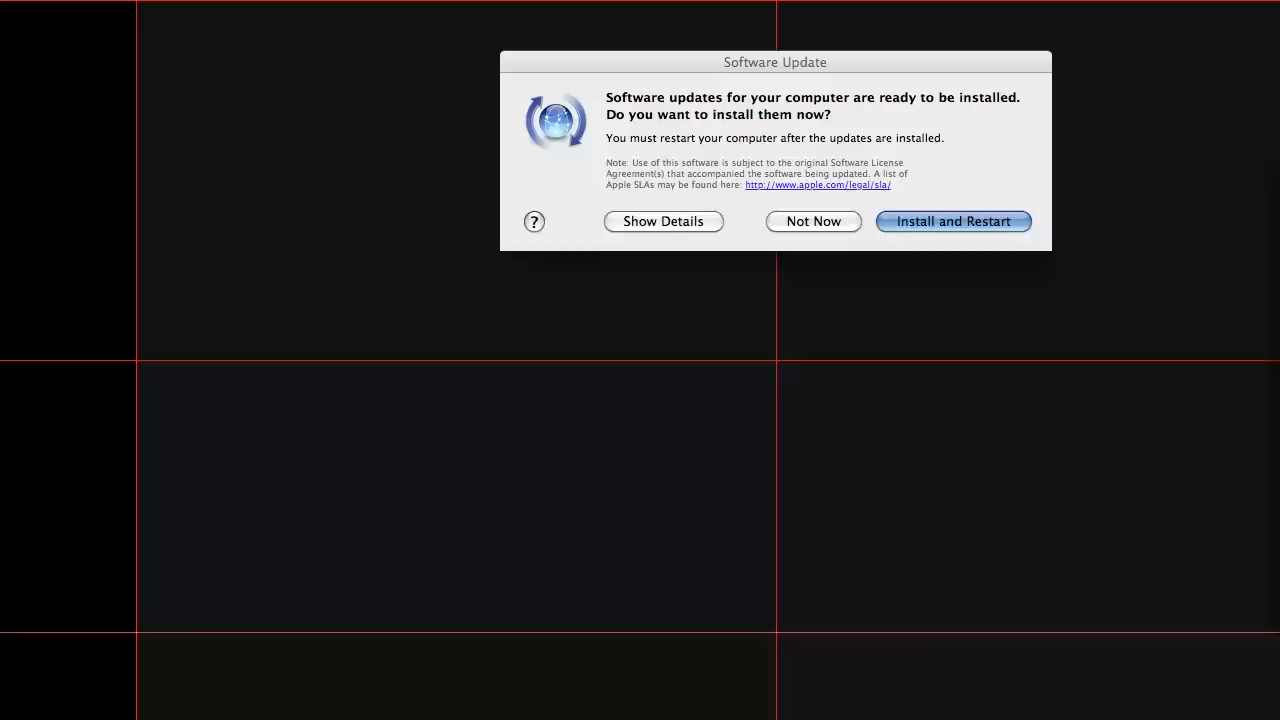 Software Update
Software updates for your computer are ready to be installed.
Do you want to install them now?
You must restart your computer after the updates are installed.
Note: Use of this software is subject to the original Software License
Agreement(s) that accompanied the software being updated. A list of
Apple SLAs may be found here: http://www.apple.com/legal/sla/
?
Show Details
Not Now
Install and Restart